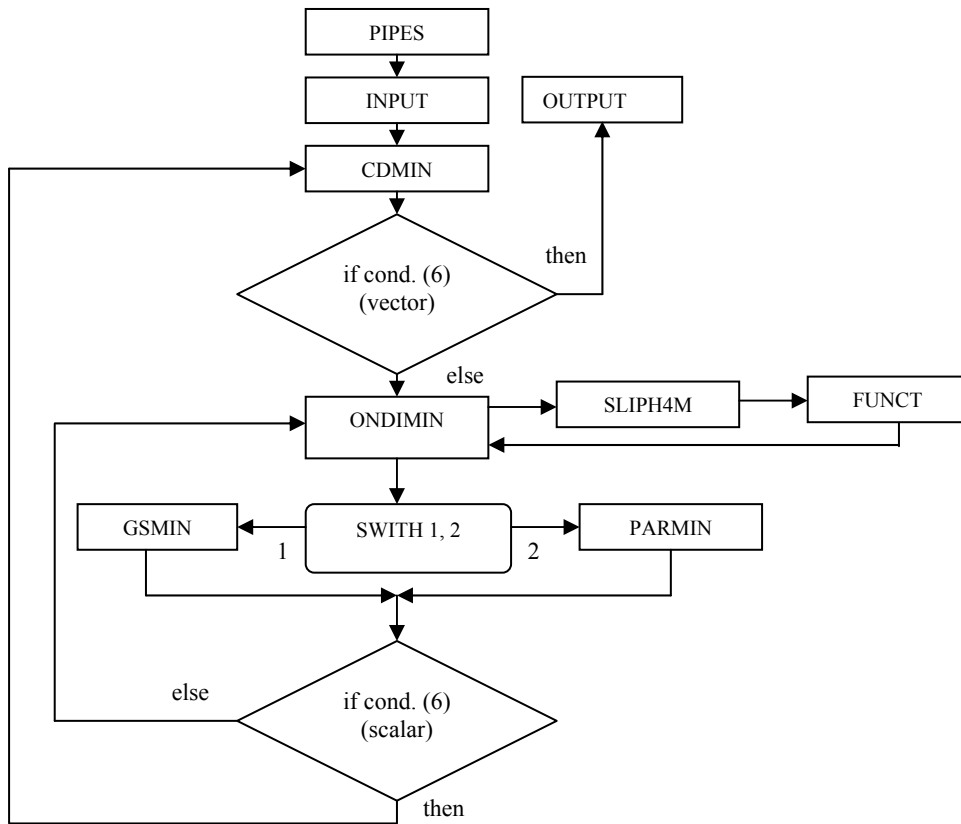 PIPES
INPUT
OUTPUT
CDMIN
if cond. (6)
(vector)
then
else
ONDIMIN
SLIPH4M
FUNCT
GSMIN
1
SWITH 1, 2
2
PARMIN
else
if cond. (6)
(scalar)
then